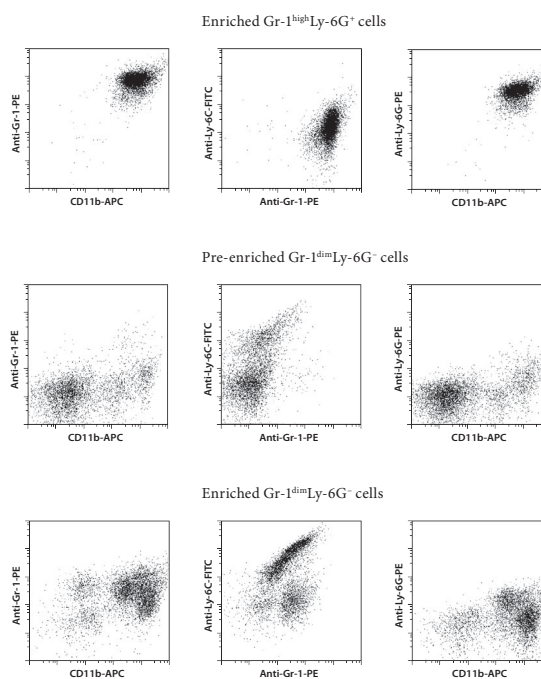 Enriched Gr-1ʰⁱᵍʰLy-6G⁺ cells
Anti-Gr-1-PE
CD11b-APC
Anti-Ly-6C-FITC
Anti-Gr-1-PE
Anti-Ly-6G-PE
CD11b-APC
Pre-enriched Gr-1ᵈⁱᵐLy-6G⁻ cells
Anti-Gr-1-PE
CD11b-APC
Anti-Ly-6C-FITC
Anti-Gr-1-PE
Anti-Ly-6G-PE
CD11b-APC
Enriched Gr-1ᵈⁱᵐLy-6G⁻ cells
Anti-Gr-1-PE
CD11b-APC
Anti-Ly-6C-FITC
Anti-Gr-1-PE
Anti-Ly-6G-PE
CD11b-APC